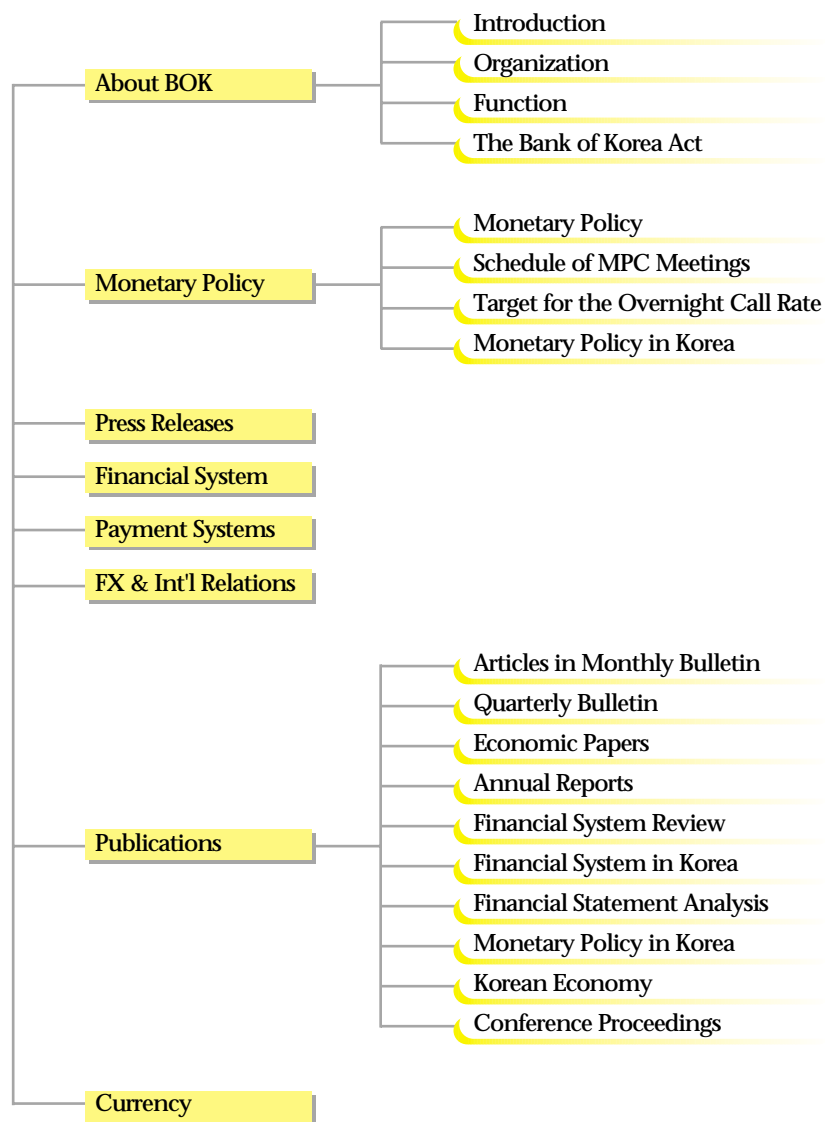 About BOK
Introduction
Organization
Function
The Bank of Korea Act
Monetary Policy
Monetary Policy
Schedule of MPC Meetings
Target for the Overnight Call Rate
Monetary Policy in Korea
Press Releases
Financial System
Payment Systems
FX & Int'l Relations
Publications
Articles in Monthly Bulletin
Quarterly Bulletin
Economic Papers
Annual Reports
Financial System Review
Financial System in Korea
Financial Statement Analysis
Monetary Policy in Korea
Korean Economy
Conference Proceedings
Currency